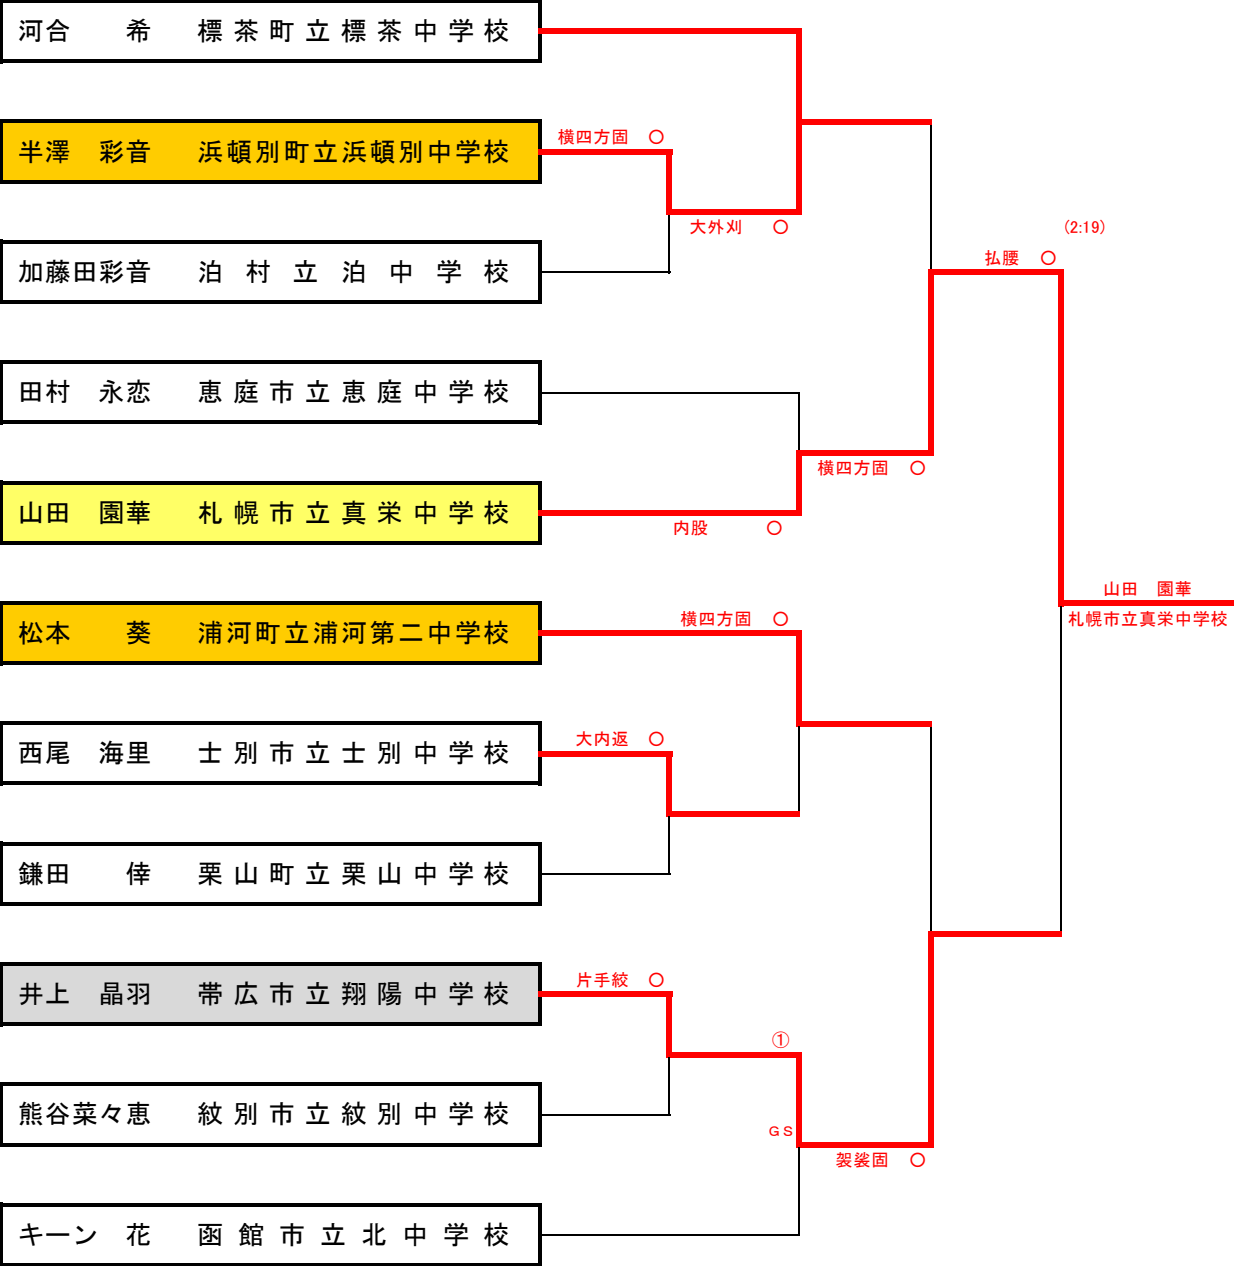 河合　希　標茶町立標茶中学校
横四方固 ○
半澤　彩音　浜頓別町立浜頓別中学校
大外刈 ○
(2:19)
払腰 ○
加藤田彩音　泊村立泊中学校
田村　永恋　恵庭市立恵庭中学校
横四方固 ○
山田　園華　札幌市立真栄中学校
内股 ○
山田　園華
札幌市立真栄中学校
横四方固 ○
松本　葵　浦河町立浦河第二中学校
大内返 ○
西尾　海里　士別市立士別中学校
鎌田　倖　栗山町立栗山中学校
片手絞 ○
井上　晶羽　帯広市立翔陽中学校
①
熊谷菜々恵　紋別市立紋別中学校
GS
袈裟固 ○
キーン　花　函館市立北中学校